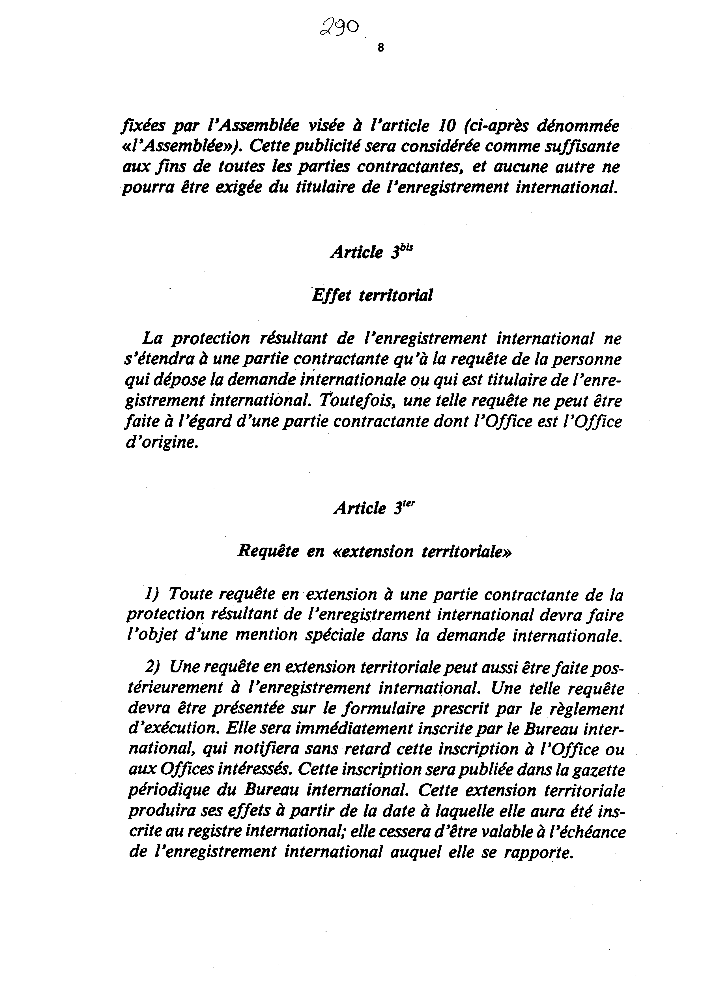 290
8
fixées par l'Assemblée visée à l'article 10 (ci-après dénommée
«l'Assemblée»). Cette publicité sera considérée comme suffisante
aux fins de toutes les parties contractantes, et aucune autre ne
pourra être exigée du titulaire de l'enregistrement international.
Article 3bis
Effet territorial
La protection résultant de l'enregistrement international ne
s'étendra à une partie contractante qu'à la requête de la personne
qui dépose la demande internationale ou qui est titulaire de l'enre-
gistrement international. Toutefois, une telle requête ne peut être
faite à l'égard d'une partie contractante dont l'Office est l'Office
d'origine.
Article 3ter
Requête en «extension territoriale»
1) Toute requête en extension à une partie contractante de la
protection résultant de l'enregistrement international devra faire
l'objet d'une mention spéciale dans la demande internationale.
2) Une requête en extension territoriale peut aussi être faite pos-
térieurement à l'enregistrement international. Une telle requête
devra être présentée sur le formulaire prescrit par le règlement
d'exécution. Elle sera immédiatement inscrite par le Bureau inter-
national, qui notifiera sans retard cette inscription à l'Office ou
aux Offices intéressés. Cette inscription sera publiée dans la gazette
périodique du Bureau international. Cette extension territoriale
produira ses effets à partir de la date à laquelle elle aura été ins-
crite au registre international; elle cessera d'être valable à l'échéance
de l'enregistrement international auquel elle se rapporte.